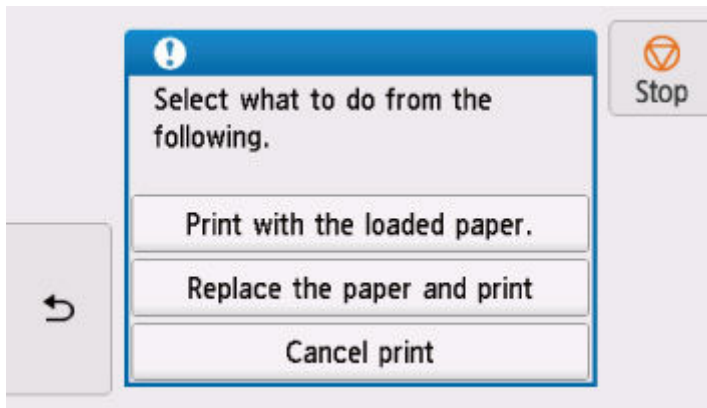 Select what to do from the
following.
Stop
Print with the loaded paper.
Replace the paper and print
Cancel print